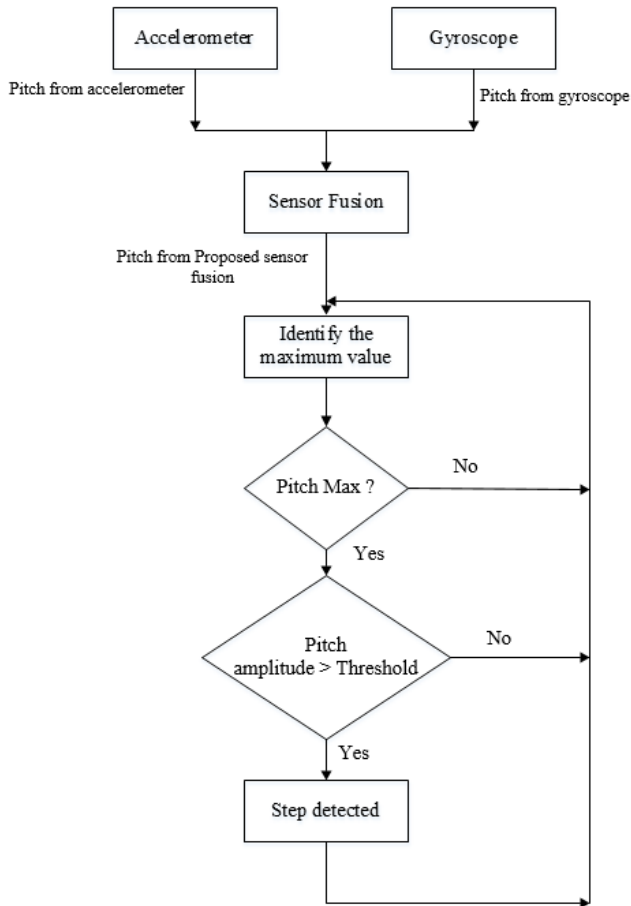 Accelerometer
Gyroscope
Pitch from accelerometer
Pitch from gyroscope
Sensor Fusion
Pitch from Proposed sensor
fusion
Identify the
maximum value
Pitch Max ?
No
Yes
Pitch
amplitude > Threshold
No
Yes
Step detected